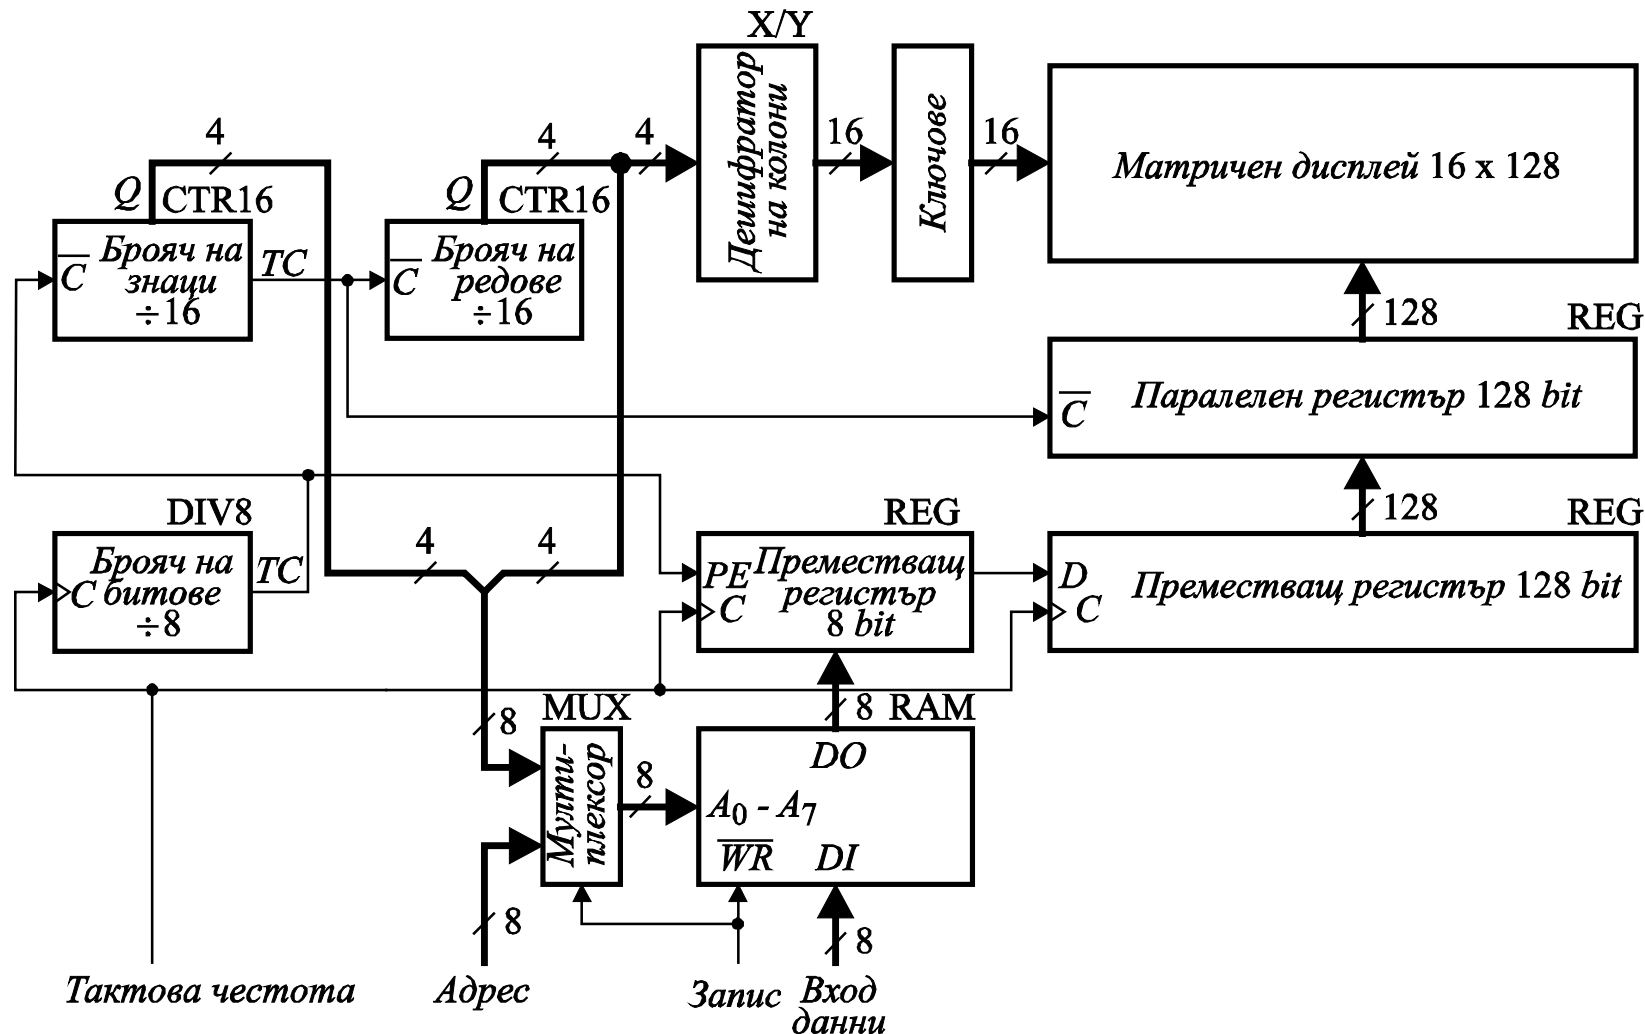 X/Y
Дешифратор
на колони
Ключове
Матричен дисплей 16 x 128
4
4
4
16
16
Q
CTR16
Q
CTR16
C̅
Брояч на
знаци
÷16
TC
C̅
Брояч на
редове
÷16
128
REG
C̅
Паралелен регистър 128 bit
128
REG
DIV8
C
Брояч на
битове
÷8
TC
4
4
REG
PE
C
Преместващ
регистър
8 bit
D
C
Преместващ регистър 128 bit
8
MUX
Мулти-
плексор
8
8
8
RAM
DO
A₀ - A₇
W̅R̅
DI
8
Тактова честота
Адрес
Запис
Вход
данни